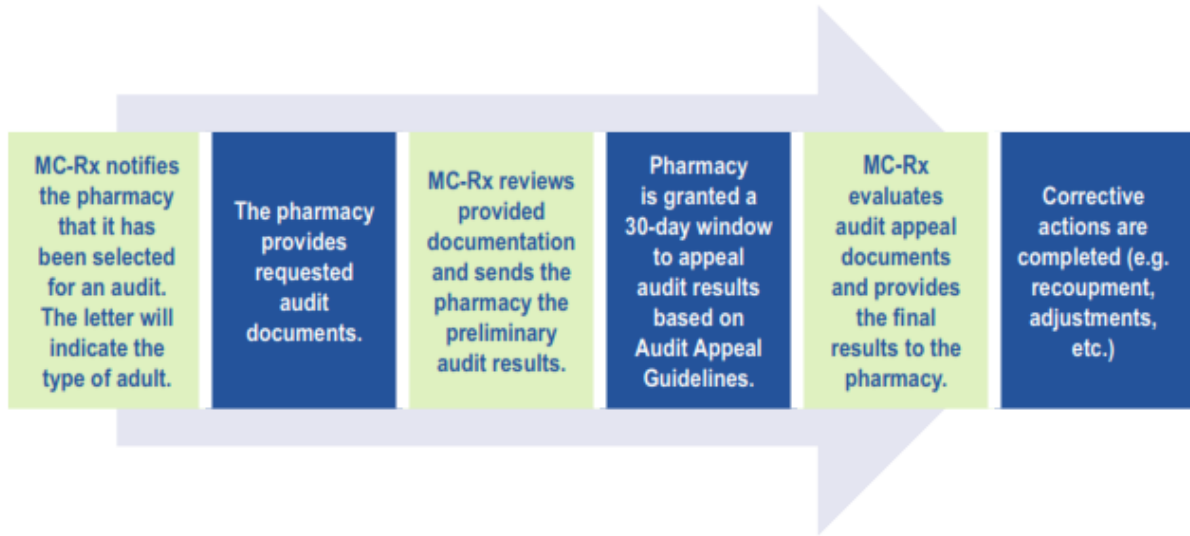 MC-Rx notifies
the pharmacy
that it has
been selected
for an audit.
The letter will
indicate the
type of adult.
The pharmacy
provides
requested
audit
documents.
MC-Rx reviews
provided
documentation
and sends the
pharmacy the
preliminary
audit results.
Pharmacy
is granted a
30-day window
to appeal
audit results
based on
Audit Appeal
Guidelines.
MC-Rx
evaluates
audit appeal
documents
and provides
the final
results to the
pharmacy.
Corrective
actions are
completed (e.g.
recoupment,
adjustments,
etc.)